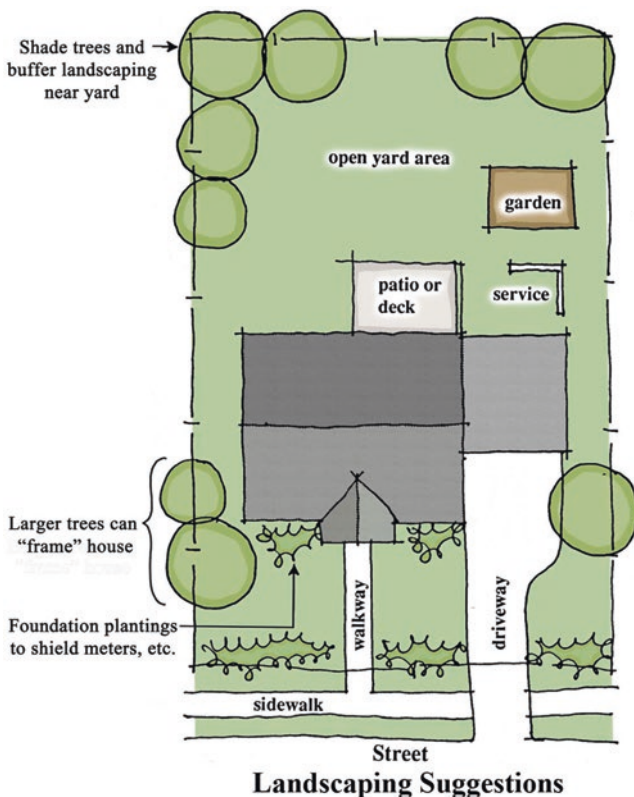 Shade trees and
buffer landscaping
near yard
open yard area
garden
patio or
deck
service
Larger trees can
“frame” house
Foundation plantings
to shield meters, etc.
walkway
driveway
sidewalk
Street
Landscaping Suggestions